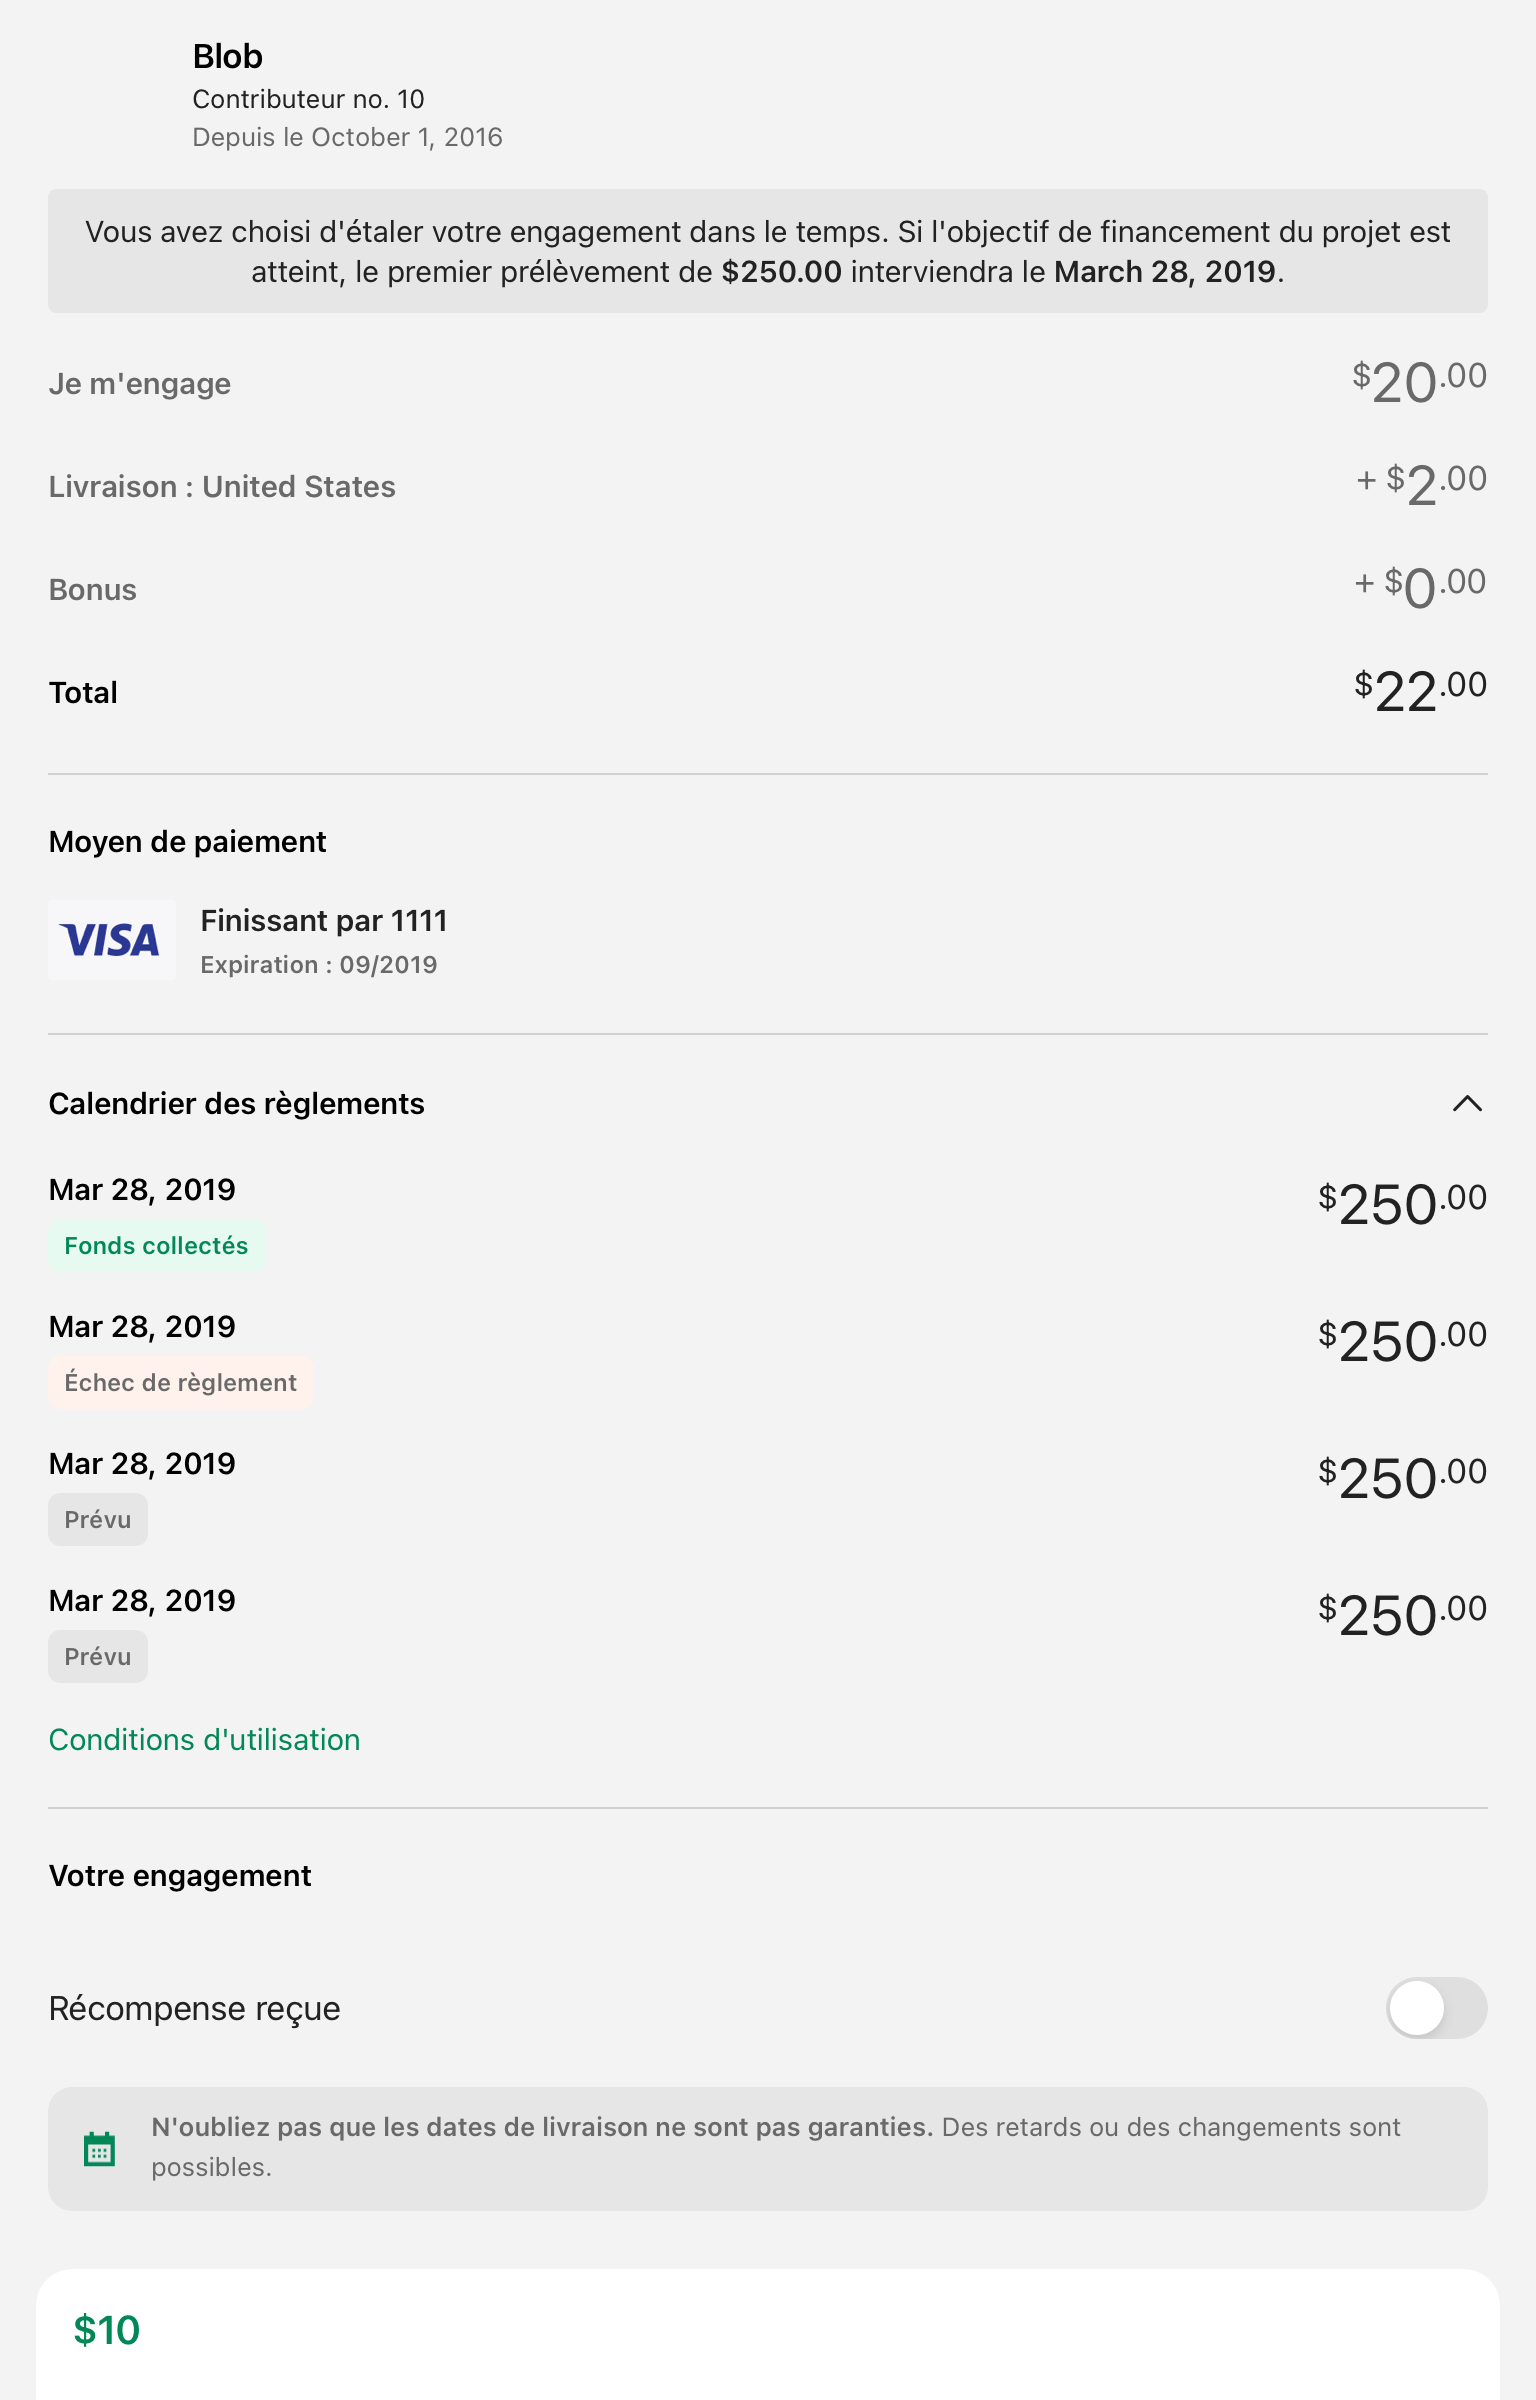 Blob
Contributeur no. 10
Depuis le October 1, 2016
Vous avez choisi d'étaler votre engagement dans le temps. Si l'objectif de financement du projet est
atteint, le premier prélèvement de $250.00 interviendra le March 28, 2019.
Je m'engage $20.00
Livraison : United States + $2.00
Bonus + $0.00
Total $22.00
Moyen de paiement
VISA Finissant par 1111
Expiration : 09/2019
Calendrier des règlements
Mar 28, 2019 $250.00
Fonds collectés
Mar 28, 2019 $250.00
Échec de règlement
Mar 28, 2019 $250.00
Prévu
Mar 28, 2019 $250.00
Prévu
Conditions d'utilisation
Votre engagement
Récompense reçue
N'oubliez pas que les dates de livraison ne sont pas garanties. Des retards ou des changements sont
possibles.
$10